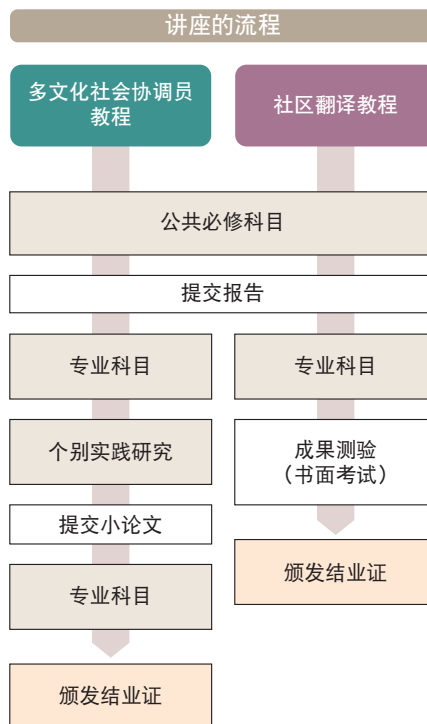 讲座的流程
多文化社会协调员
教程
社区翻译教程
公共必修科目
提交报告
专业科目
专业科目
个别实践研究
成果测验
（书面考试）
提交小论文
颁发结业证
专业科目
颁发结业证